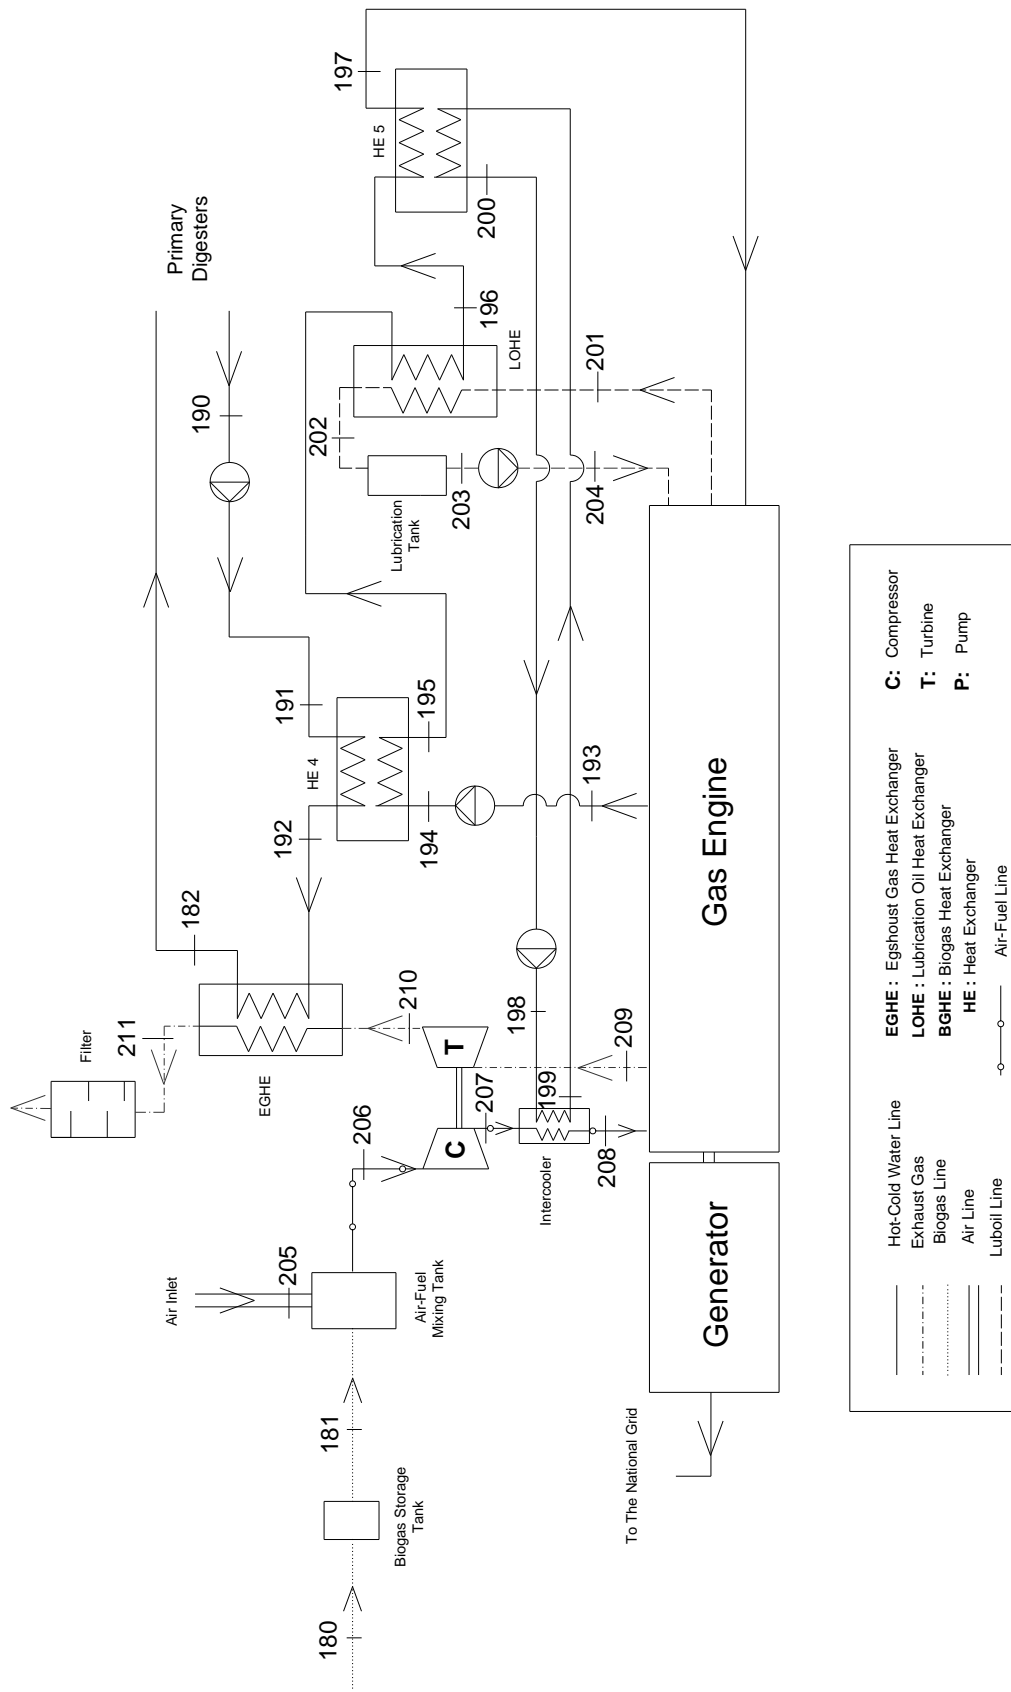 180
Biogas Storage
Tank
181
Air Inlet
205
Air-Fuel
Mixing Tank
206
C
T
207
Intercooler
199
208
209
198
210
EGHE
Filter
211
182
192
HE 4
191
194
195
193
190
Primary
Digesters
Lubrication
Tank
202
203
204
201
LOHE
196
HE 5
197
200
To The National Grid
Generator
Gas Engine
Hot-Cold Water Line
Exhaust Gas
Biogas Line
Air Line
Luboil Line
EGHE : Egshoust Gas Heat Exchanger
LOHE : Lubrication Oil Heat Exchanger
BGHE : Biogas Heat Exchanger
HE : Heat Exchanger
Air-Fuel Line
C: Compressor
T: Turbine
P: Pump